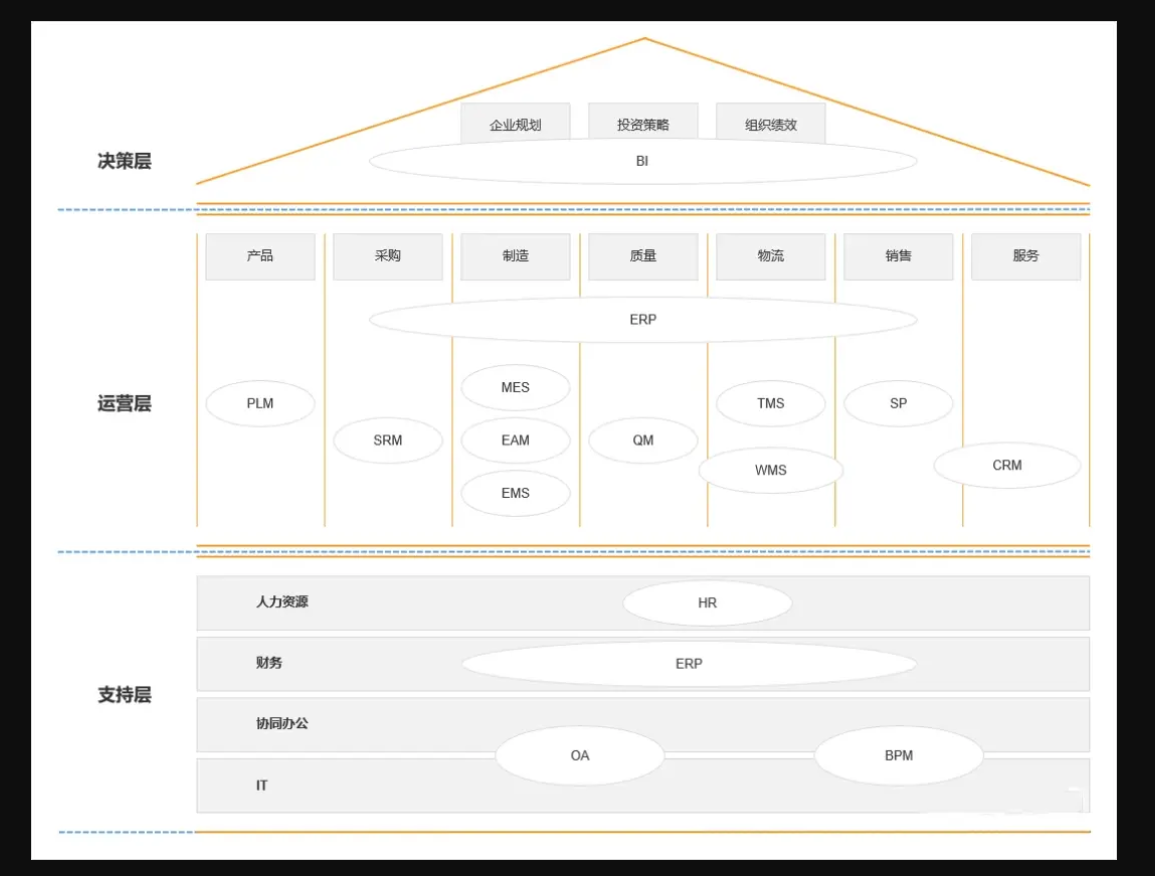 企业规划 投资策略 组织绩效
决策层
BI
产品 采购 制造 质量 物流 销售 服务
ERP
MES
运营层
PLM TMS SP
SRM EAM QM
CRM
WMS
EMS
人力资源 HR
财务 ERP
支持层
协同办公
OA BPM
IT